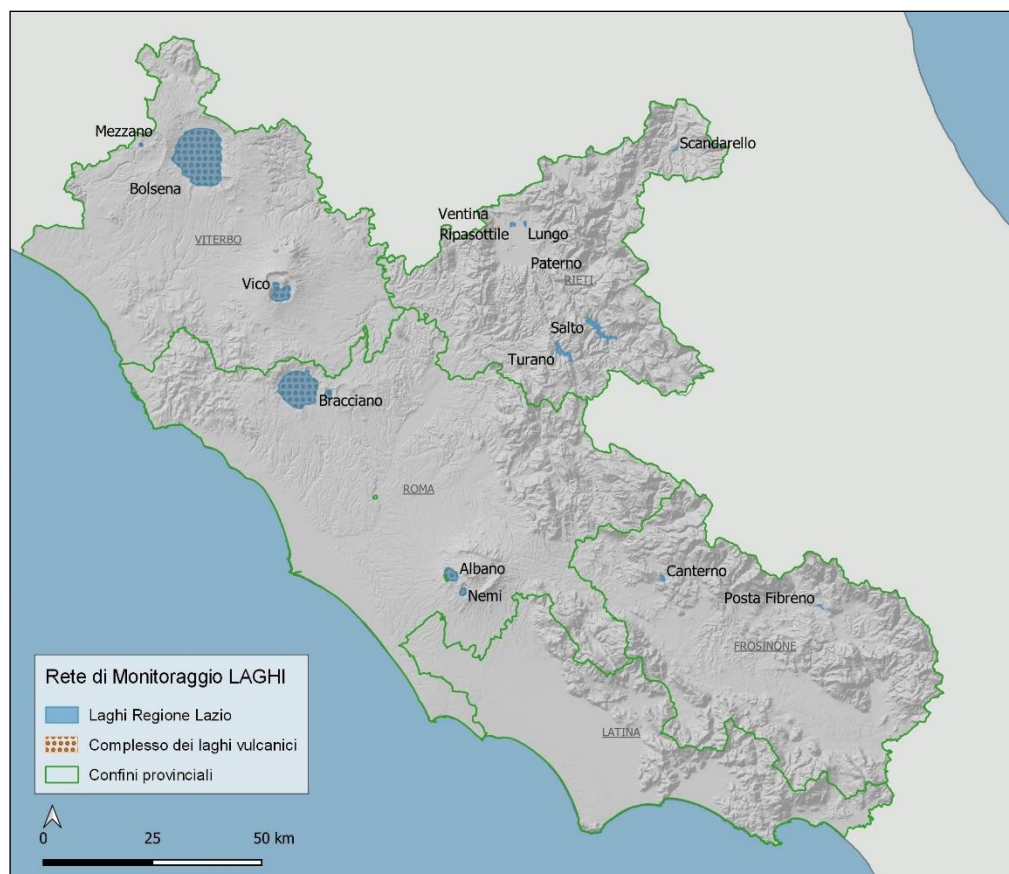 Mezzano
Scandarello
Bolsena
Ventina
VITERBO
Ripasottile
Lungo
Paterno
RIETI
Vico
Salto
Turano
Bracciano
ROMA
Albano
Canterno
Nemi
Posta Fibreno
FROSINONE
LATINA
Rete di Monitoraggio LAGHI
Laghi Regione Lazio
Complesso dei laghi vulcanici
Confini provinciali
0 25 50 km